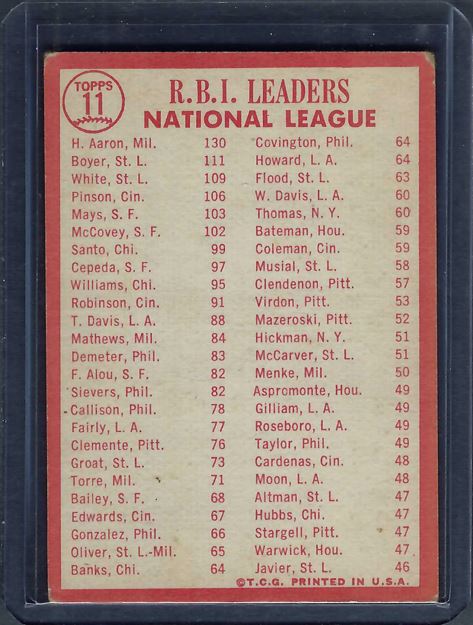 TOPPS
11
R.B.I. LEADERS
NATIONAL LEAGUE
H. Aaron, Mil. 130
Boyer, St. L. 111
White, St. L. 109
Pinson, Cin. 106
Mays, S. F. 103
McCovey, S. F. 102
Santo, Chi. 99
Cepeda, S. F. 97
Williams, Chi. 95
Robinson, Cin. 91
T. Davis, L. A. 88
Mathews, Mil. 84
Demeter, Phil. 83
F. Alou, S. F. 82
Sievers, Phil. 82
Callison, Phil. 78
Fairly, L. A. 77
Clemente, Pitt. 76
Groat, St. L. 73
Torre, Mil. 71
Bailey, S. F. 68
Edwards, Cin. 67
Gonzalez, Phil. 66
Oliver, St. L.-Mil. 65
Banks, Chi. 64
Covington, Phil. 64
Howard, L. A. 64
Flood, St. L. 63
W. Davis, L. A. 60
Thomas, N. Y. 60
Bateman, Hou. 59
Coleman, Cin. 59
Musial, St. L. 58
Clendenon, Pitt. 57
Virdon, Pitt. 53
Mazeroski, Pitt. 52
Hickman, N. Y. 51
McCarver, St. L. 51
Menke, Mil. 50
Aspromonte, Hou. 49
Gilliam, L. A. 49
Roseboro, L. A. 49
Taylor, Phil. 49
Cardenas, Cin. 48
Moon, L. A. 48
Altman, St. L. 47
Hubbs, Chi. 47
Stargell, Pitt. 47
Warwick, Hou. 47
Javier, St. L. 46
©T.C.G. PRINTED IN U.S.A.